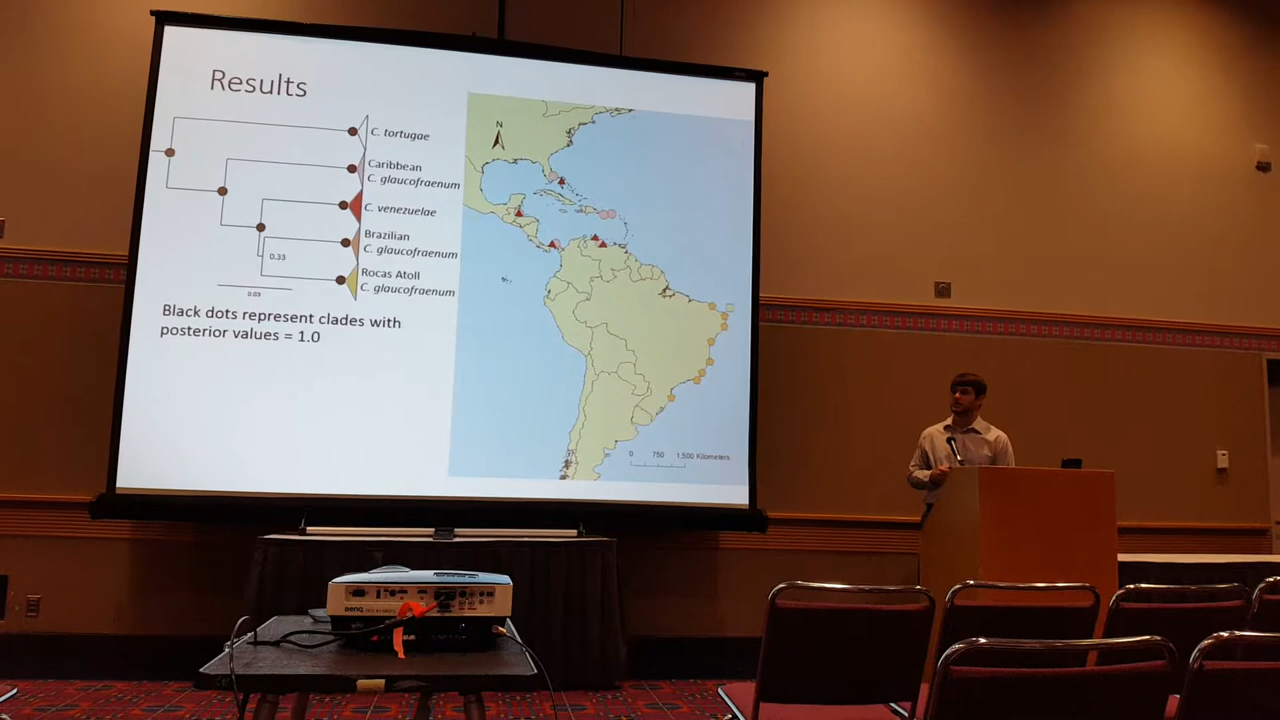 Results
C. tortugae
Caribbean
C. glaucofraenum
C. venezuelae
Brazilian
C. glaucofraenum
0.33
Rocas Atoll
C. glaucofraenum
0.03
Black dots represent clades with
posterior values = 1.0
N
0 750 1,500 Kilometers
BenQ